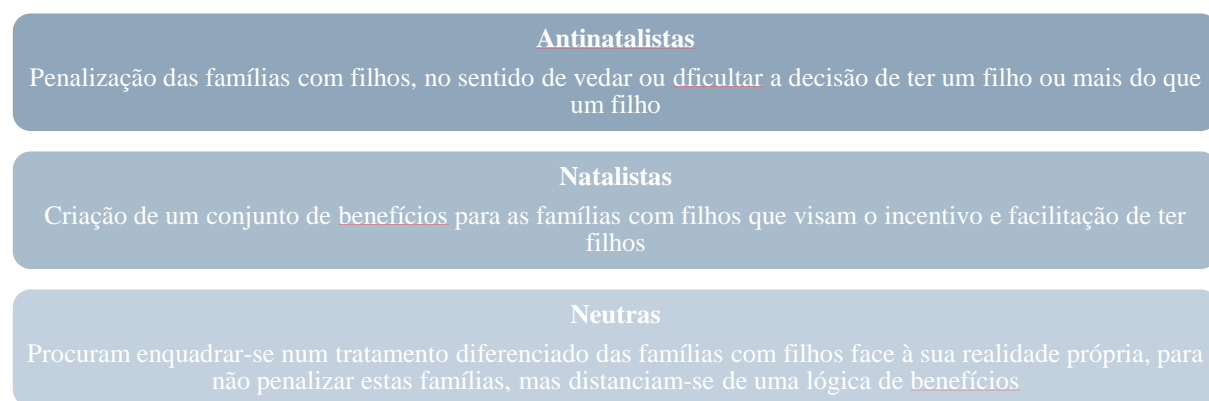 Antinatalistas
Penalização das famílias com filhos, no sentido de vedar ou dficultar a decisão de ter um filho ou mais do que
um filho
Natalistas
Criação de um conjunto de benefícios para as famílias com filhos que visam o incentivo e facilitação de ter
filhos
Neutras
Procuram enquadrar-se num tratamento diferenciado das famílias com filhos face à sua realidade própria, para
não penalizar estas famílias, mas distanciam-se de uma lógica de benefícios